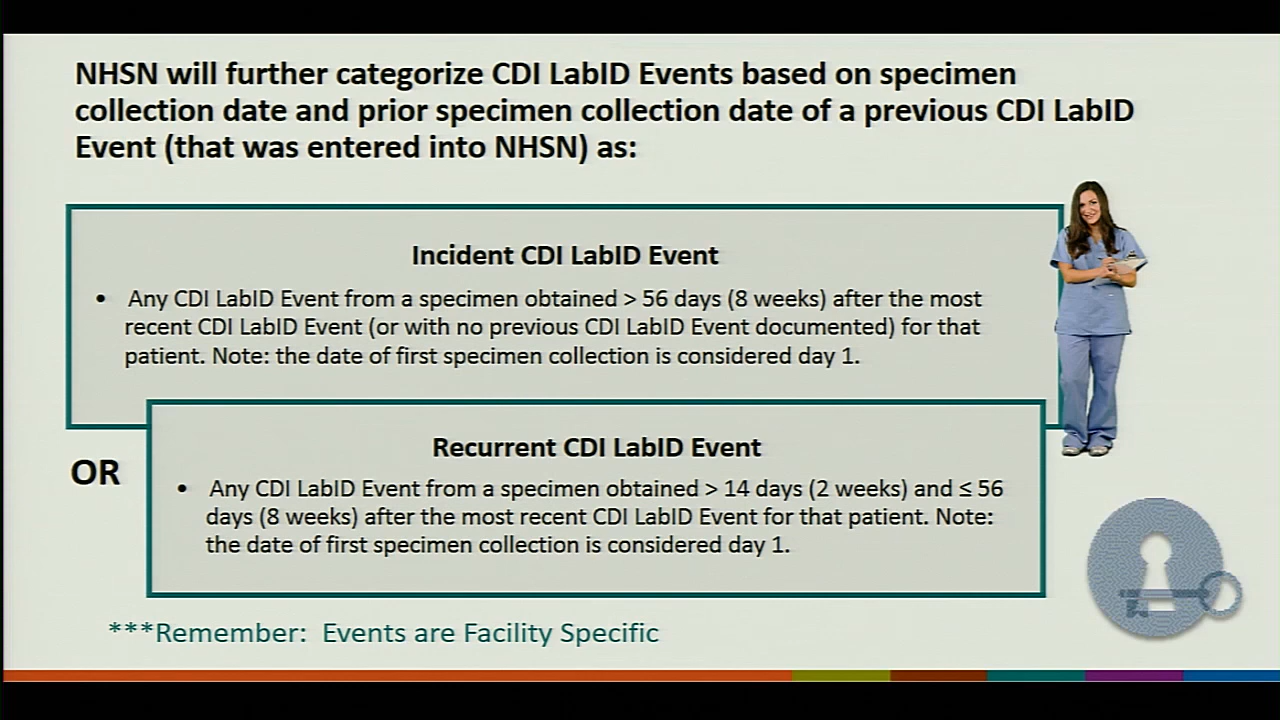 NHSN will further categorize CDI LabID Events based on specimen
collection date and prior specimen collection date of a previous CDI LabID
Event (that was entered into NHSN) as:
Incident CDI LabID Event
• Any CDI LabID Event from a specimen obtained > 56 days (8 weeks) after the most
recent CDI LabID Event (or with no previous CDI LabID Event documented) for that
patient. Note: the date of first specimen collection is considered day 1.
OR
Recurrent CDI LabID Event
• Any CDI LabID Event from a specimen obtained > 14 days (2 weeks) and ≤ 56
days (8 weeks) after the most recent CDI LabID Event for that patient. Note:
the date of first specimen collection is considered day 1.
***Remember: Events are Facility Specific